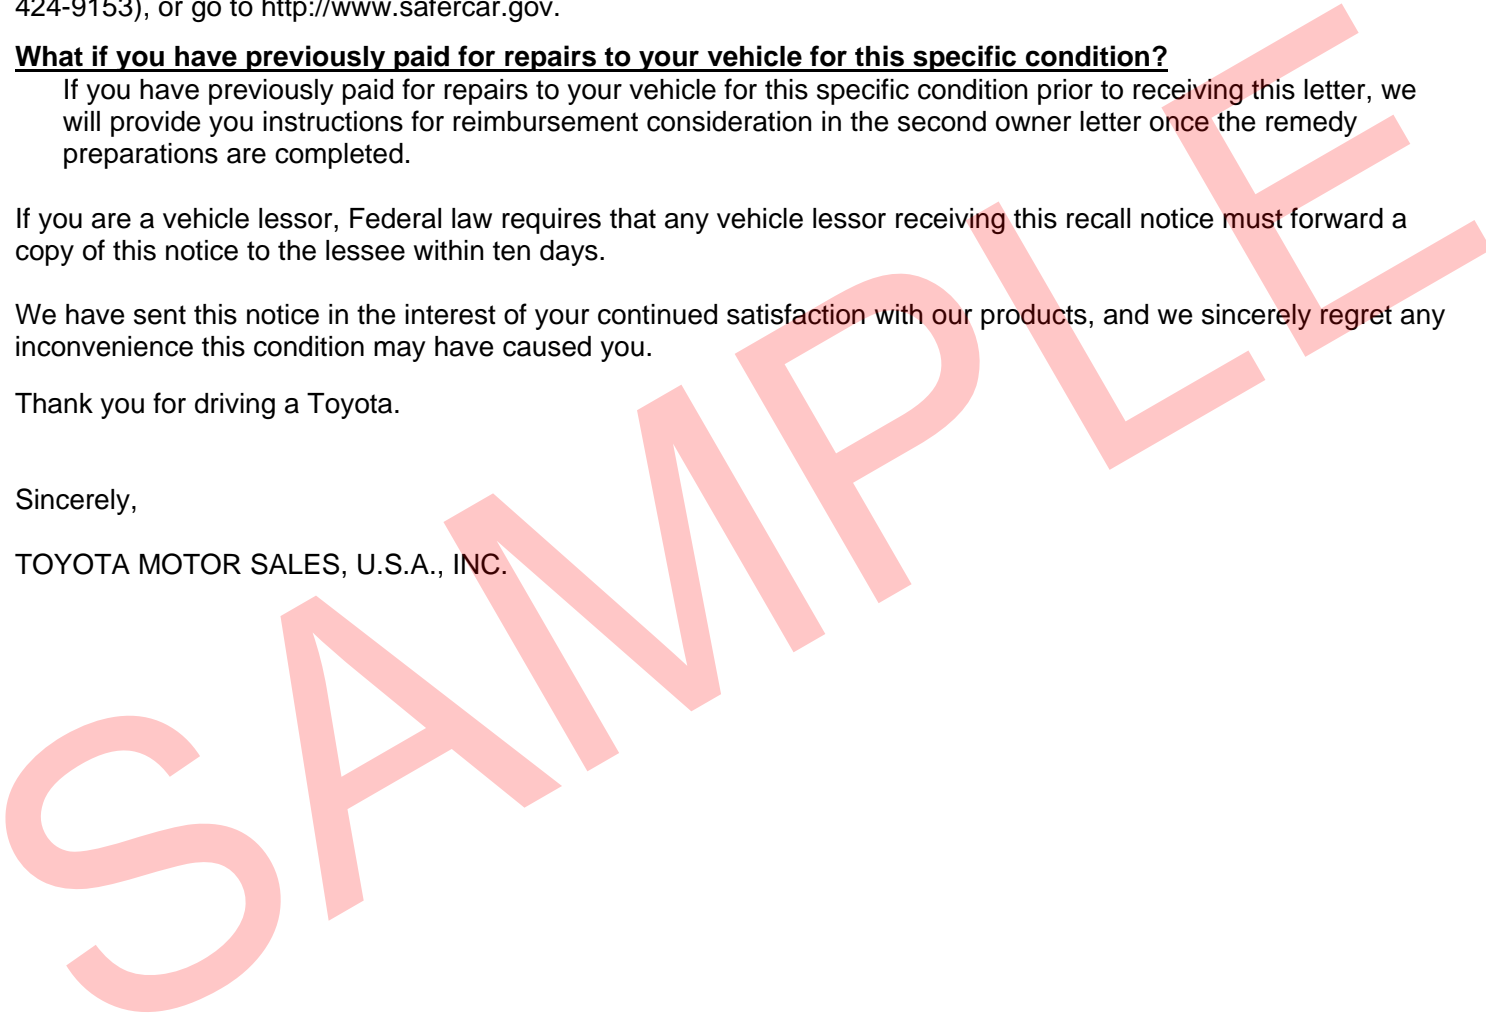 424-9153), or go to http://www.safercar.gov.
What if you have previously paid for repairs to your vehicle for this specific condition?
If you have previously paid for repairs to your vehicle for this specific condition prior to receiving this letter, we
will provide you instructions for reimbursement consideration in the second owner letter once the remedy
preparations are completed.
If you are a vehicle lessor, Federal law requires that any vehicle lessor receiving this recall notice must forward a
copy of this notice to the lessee within ten days.
We have sent this notice in the interest of your continued satisfaction with our products, and we sincerely regret any
inconvenience this condition may have caused you.
Thank you for driving a Toyota.
Sincerely,
TOYOTA MOTOR SALES, U.S.A., INC.
SAMPLE